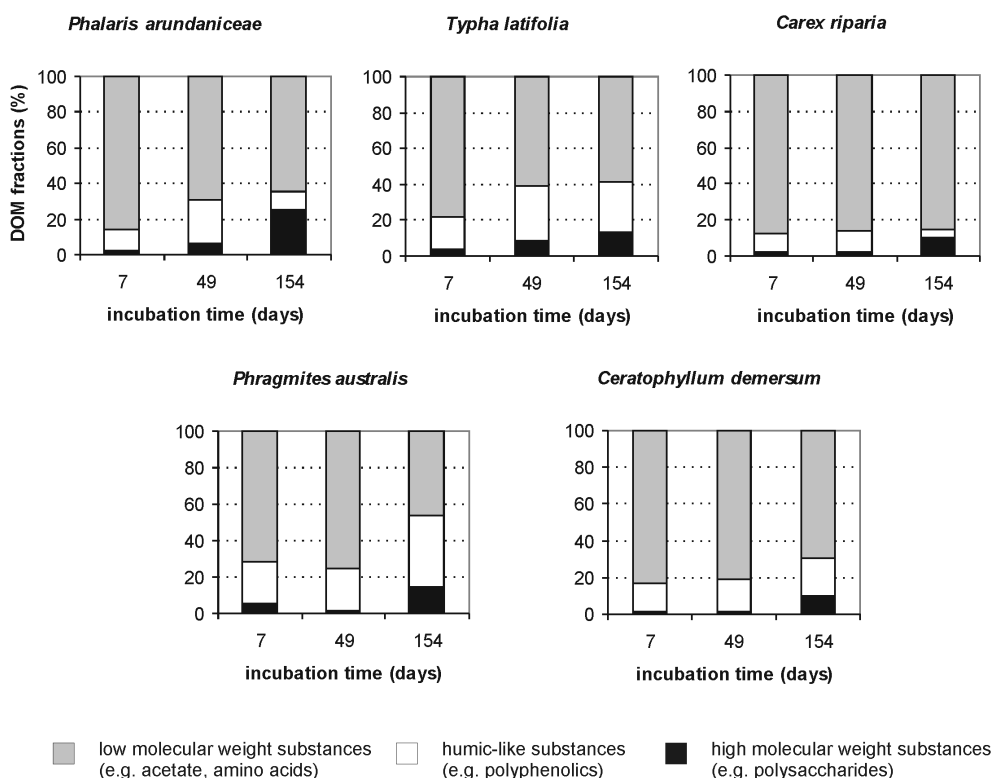 Phalaris arundaniceae
Typha latifolia
Carex riparia
DOM fractions (%)
100
80
60
40
20
0
7 49 154
incubation time (days)
100
80
60
40
20
0
7 49 154
incubation time (days)
100
80
60
40
20
0
7 49 154
incubation time (days)
Phragmites australis
Ceratophyllum demersum
100
80
60
40
20
0
7 49 154
incubation time (days)
100
80
60
40
20
0
7 49 154
incubation time (days)
low molecular weight substances
(e.g. acetate, amino acids)
humic-like substances
(e.g. polyphenolics)
high molecular weight substances
(e.g. polysaccharides)